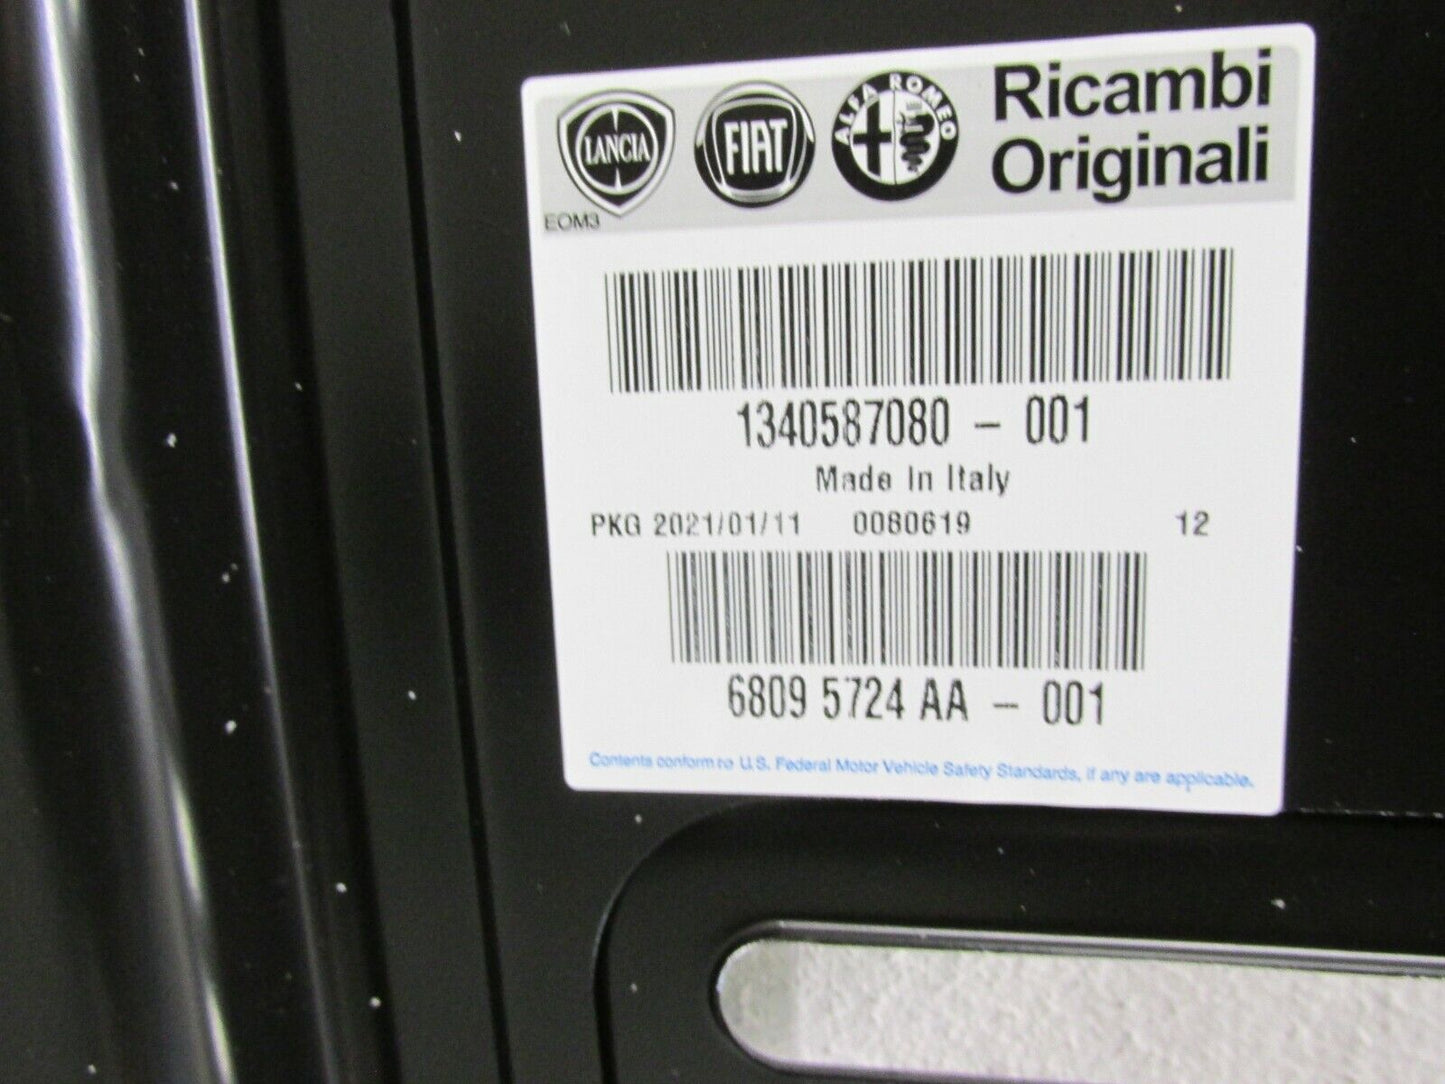 LANCIA
FIAT
ALFA ROMEO
Ricambi
Originali
EOM3
1340587080 - 001
Made In Italy
PKG 2021/01/11 0080619 12
6809 5724 AA - 001
Contents conform to U.S. Federal Motor Vehicle Safety Standards, if any are applicable.